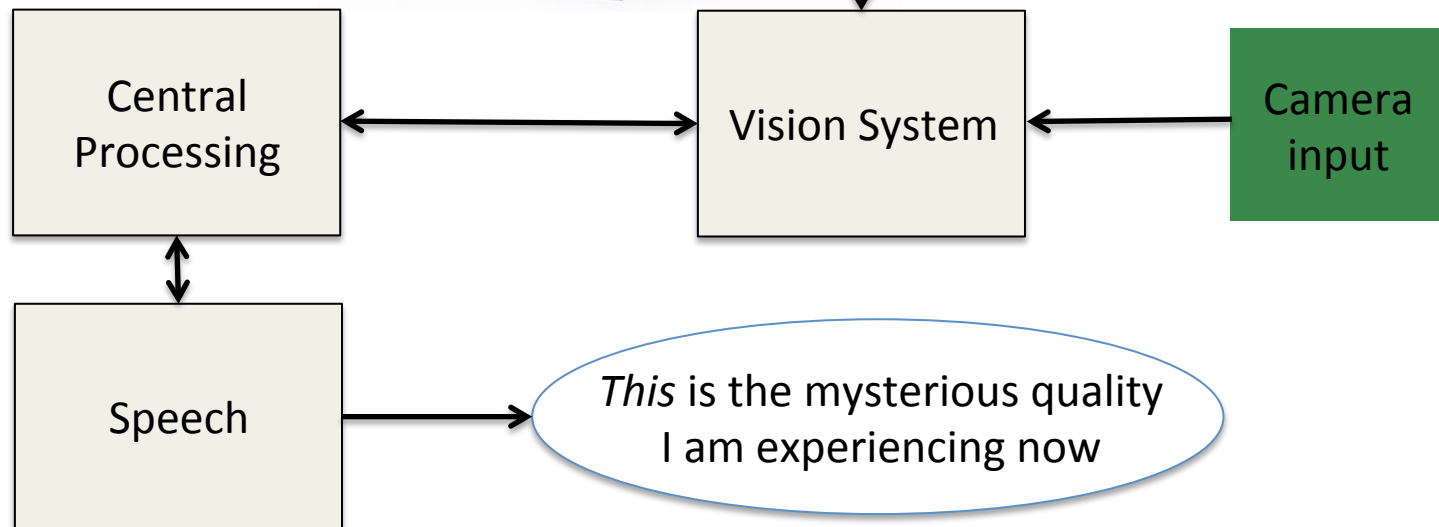 Central
Processing
Vision System
Camera
input
Speech
This is the mysterious quality
I am experiencing now